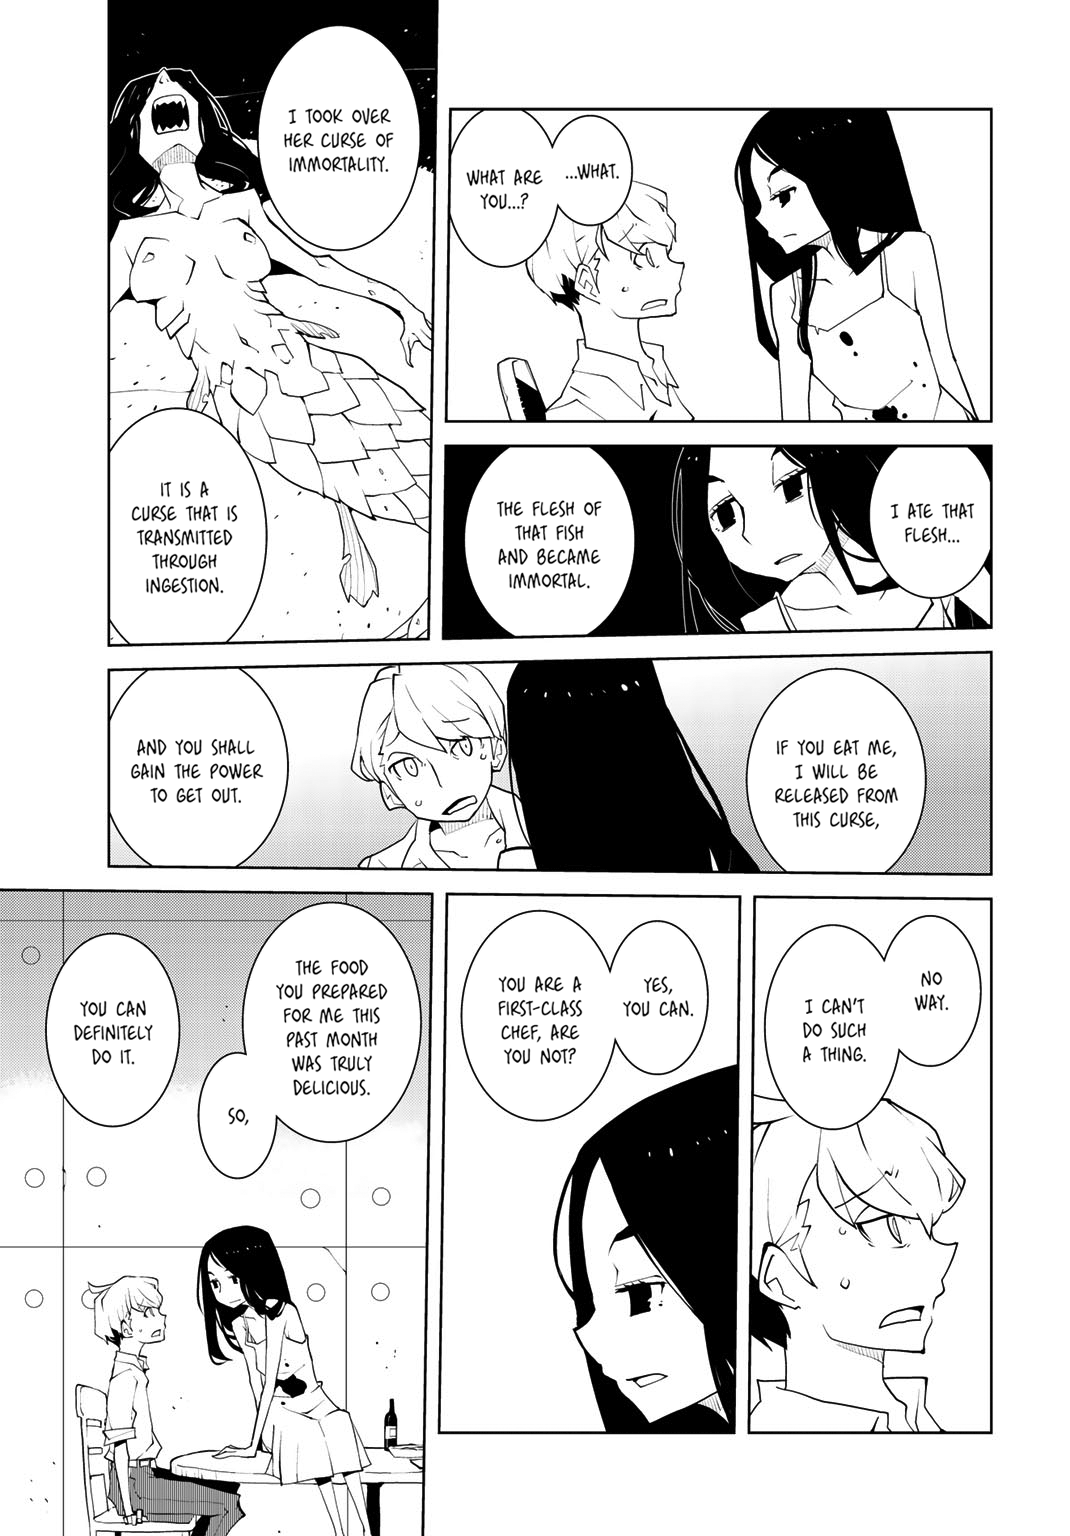 ...WHAT.
WHAT ARE
YOU...?
I ATE THAT
FLESH...
THE FLESH OF
THAT FISH
AND BECAME
IMMORTAL.
I TOOK OVER
HER CURSE OF
IMMORTALITY.
IT IS A
CURSE THAT IS
TRANSMITTED
THROUGH
INGESTION.
IF YOU EAT ME,
I WILL BE
RELEASED FROM
THIS CURSE,
AND YOU SHALL
GAIN THE POWER
TO GET OUT.
NO
WAY.
I CAN'T
DO SUCH
A THING.
YES,
YOU CAN.
YOU ARE A
FIRST-CLASS
CHEF, ARE
YOU NOT?
THE FOOD
YOU PREPARED
FOR ME THIS
PAST MONTH
WAS TRULY
DELICIOUS.
SO,
YOU CAN
DEFINITELY
DO IT.